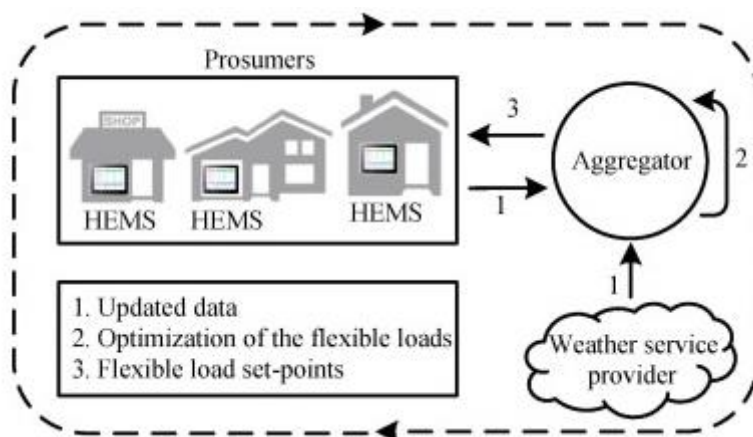 Prosumers
SHOP
HEMS
HEMS
HEMS
3
1
Aggregator
2
1
Weather service
provider
1. Updated data
2. Optimization of the flexible loads
3. Flexible load set-points